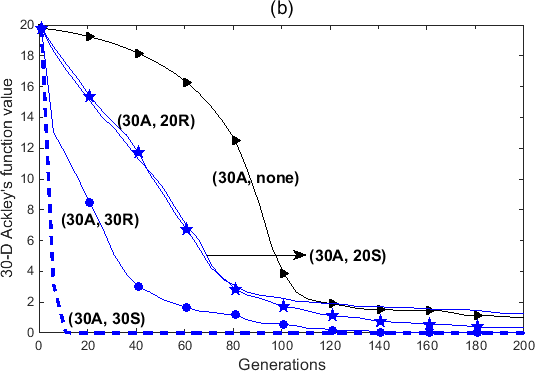 (b)
30-D Ackley's function value
20
18
16
14
12
10
8
6
4
2
0
(30A, 20R)
(30A, none)
(30A, 30R)
(30A, 20S)
(30A, 30S)
0 20 40 60 80 100 120 140 160 180 200
Generations